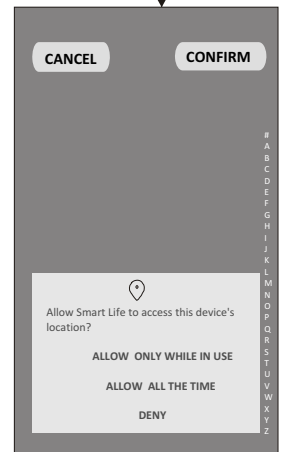 CANCEL
CONFIRM
#
A
B
C
D
E
F
G
H
I
J
K
L
M
N
O
P
Q
R
S
T
U
V
W
X
Y
Z
Allow Smart Life to access this device's
location?
ALLOW ONLY WHILE IN USE
ALLOW ALL THE TIME
DENY